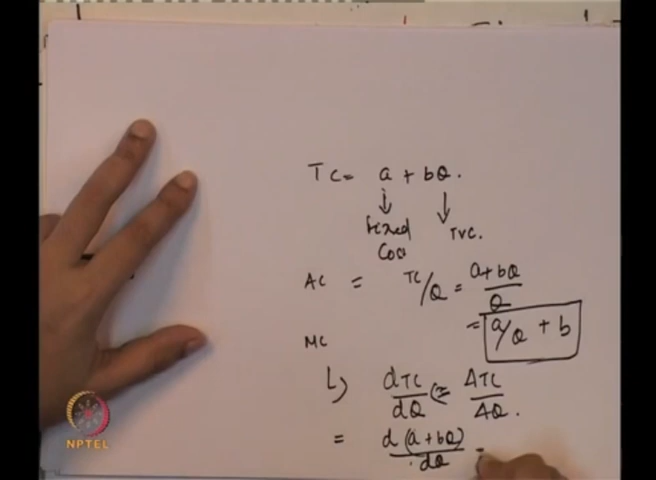 TC = a + bQ.
↓ ↓
Fixed TVC.
Cost
AC = TC/Q = a+bQ/Q
= a/Q + b
MC
↳ dTC/dQ (= ΔTC/ΔQ.
= d(a+bQ)/dQ =
NPTEL